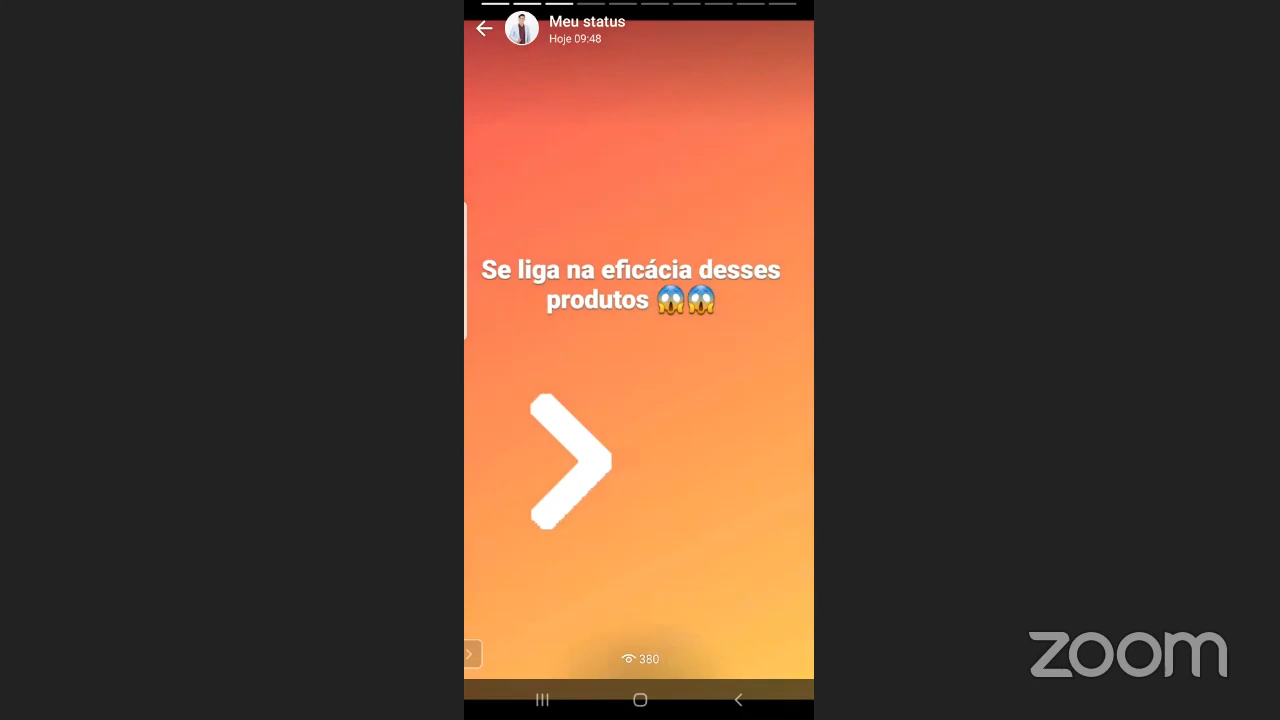 Meu status
Hoje 09:48
Se liga na eficácia desses
produtos 😱😱
380
zoom